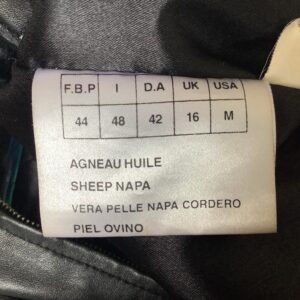 F.B.P I D.A UK USA
44 48 42 16 M
AGNEAU HUILE
SHEEP NAPA
VERA PELLE NAPA CORDERO
PIEL OVINO